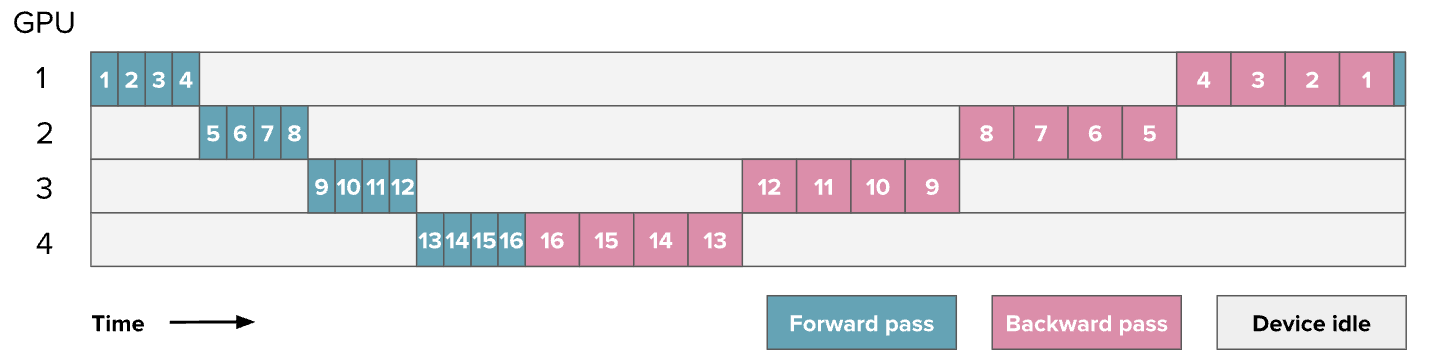 GPU
1 1 2 3 4 4 3 2 1
2 5 6 7 8 8 7 6 5
3 9 10 11 12 12 11 10 9
4 13 14 15 16 16 15 14 13
Time Forward pass Backward pass Device idle